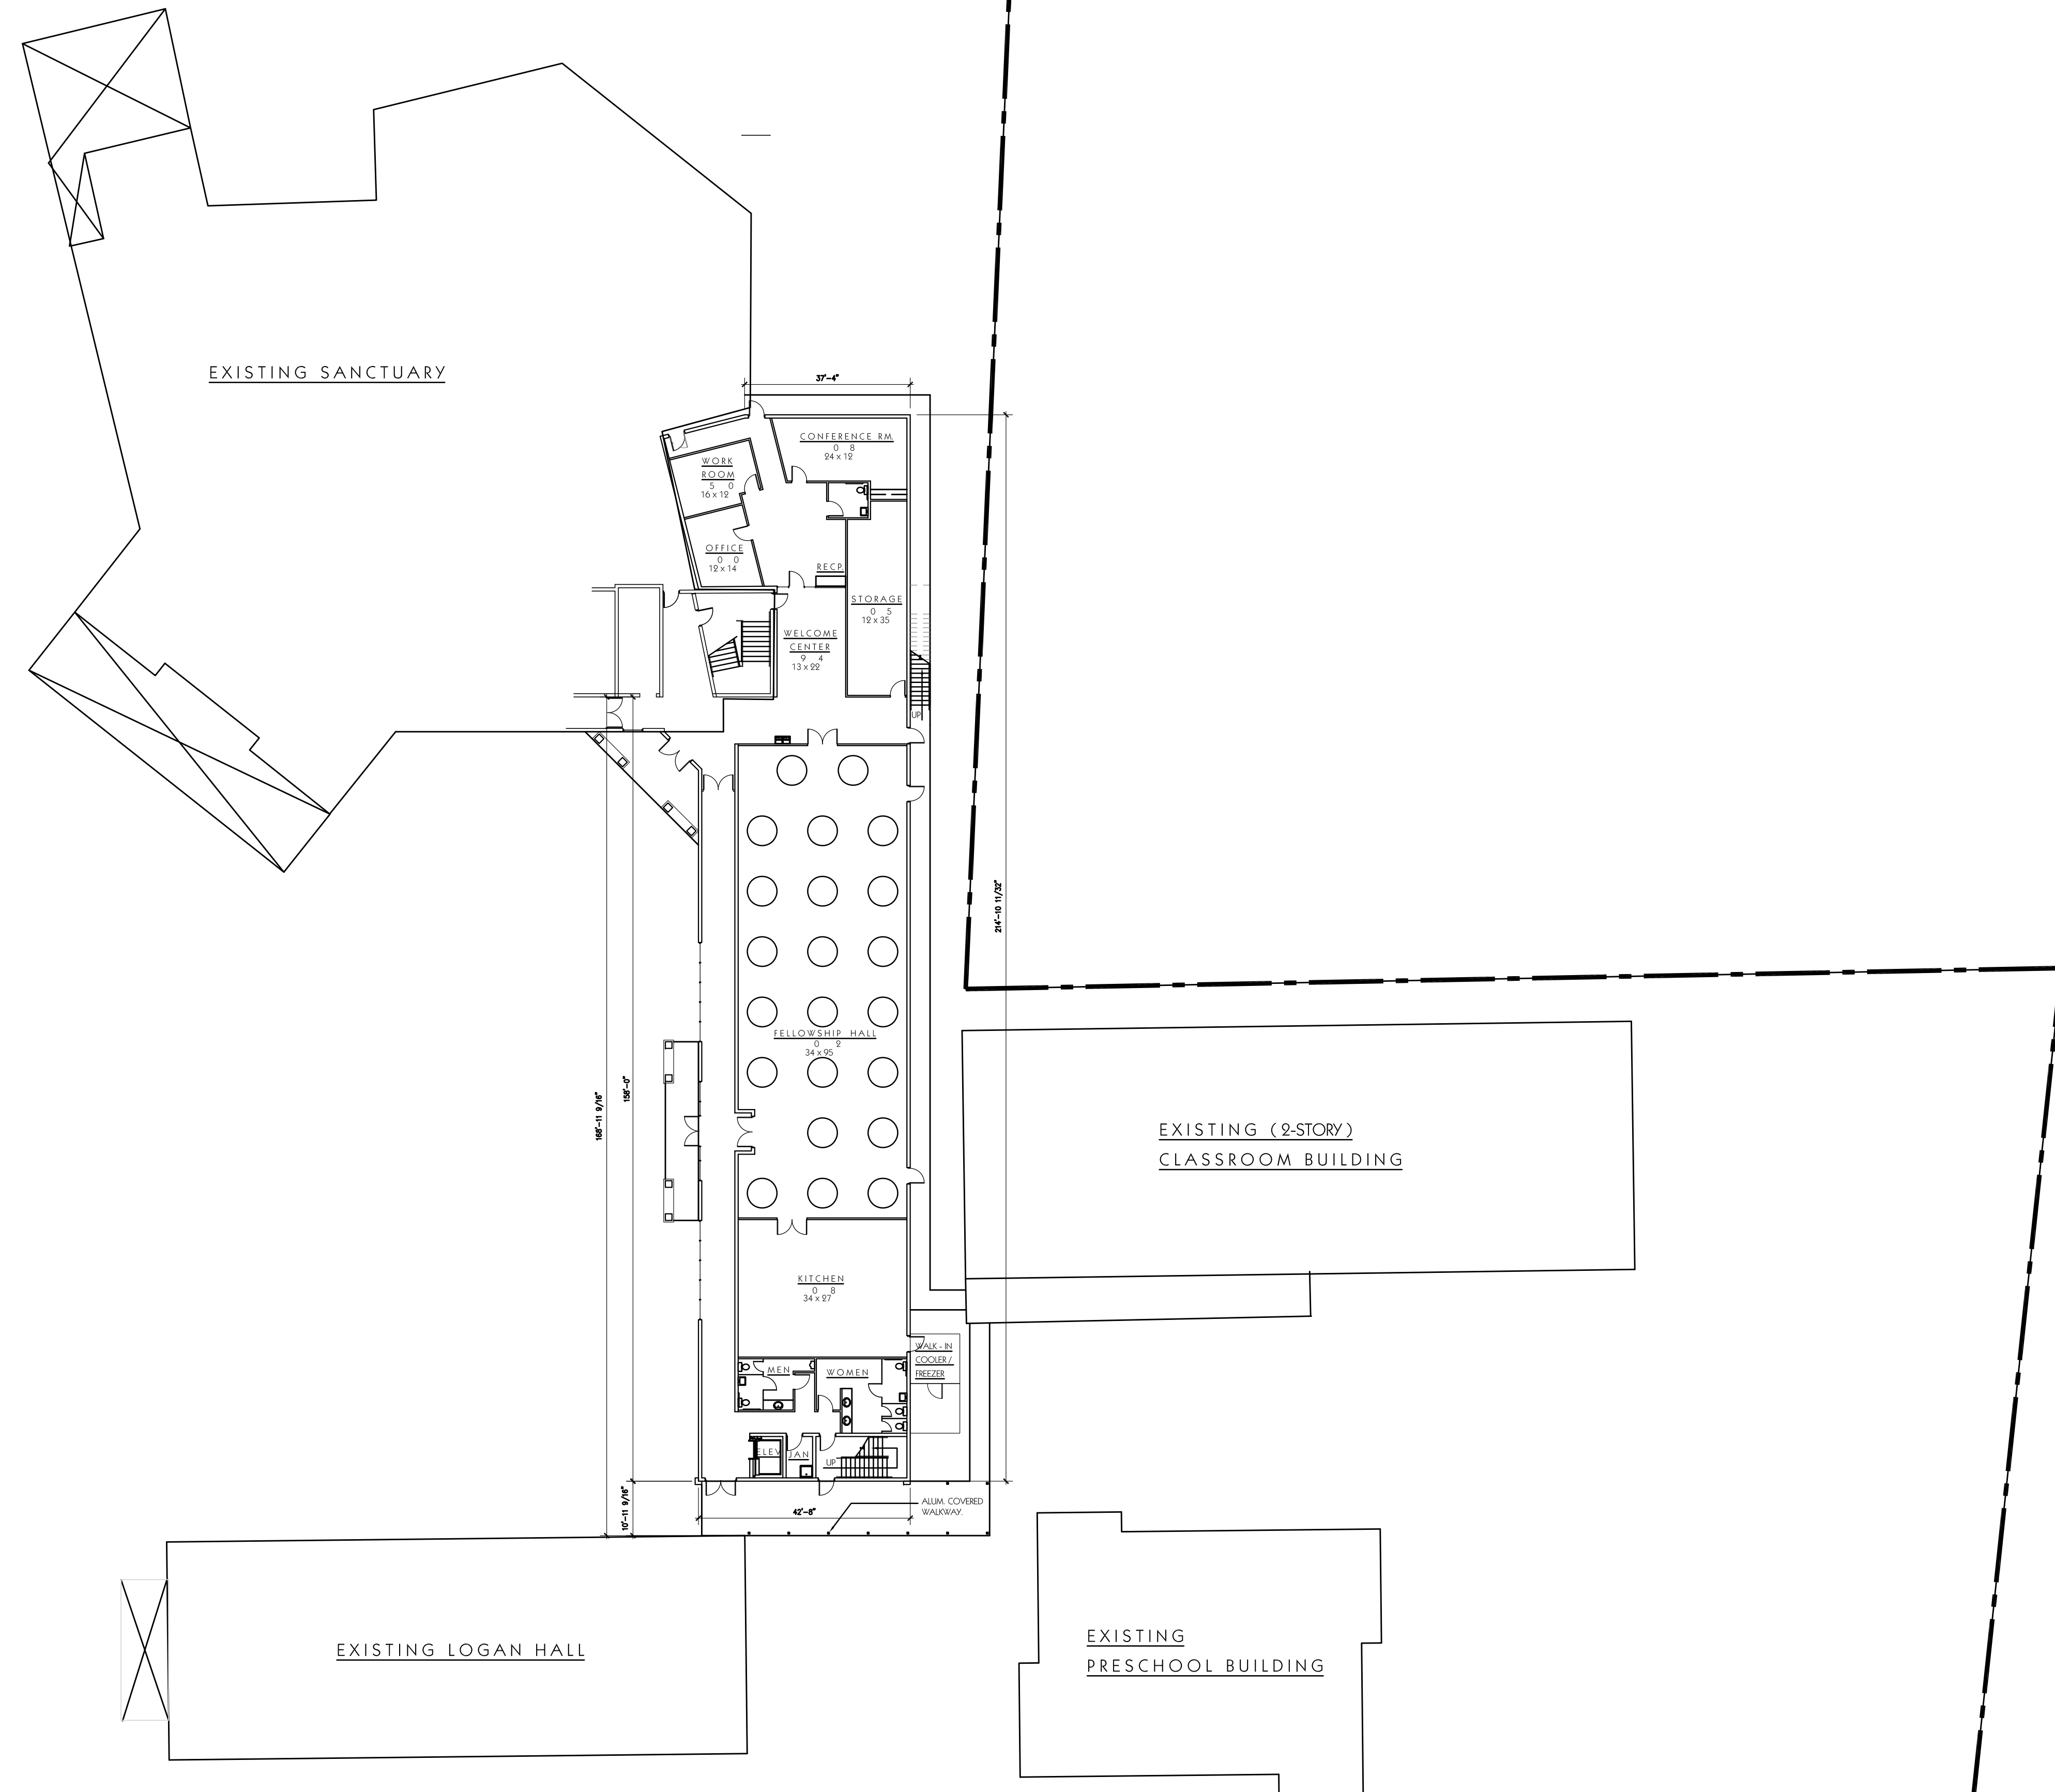 EXISTING SANCTUARY
37'-4"
CONFERENCE RM.
0 8
24 x 12
WORK
ROOM
5 0
16 x 12
OFFICE
0 0
12 x 14
RECP.
STORAGE
0 5
12 x 35
WELCOME
CENTER
9 4
13 x 22
UP
214'-10 11/32"
FELLOWSHIP HALL
0 2
34 x 95
158'-0"
168'-11 9/16"
EXISTING (2-STORY)
CLASSROOM BUILDING
KITCHEN
0 8
34 x 27
WALK - IN
COOLER /
FREEZER
MEN
WOMEN
ELEV
JAN
UP
10'-11 9/16"
42'-8"
ALUM. COVERED
WALKWAY.
EXISTING LOGAN HALL
EXISTING
PRESCHOOL BUILDING